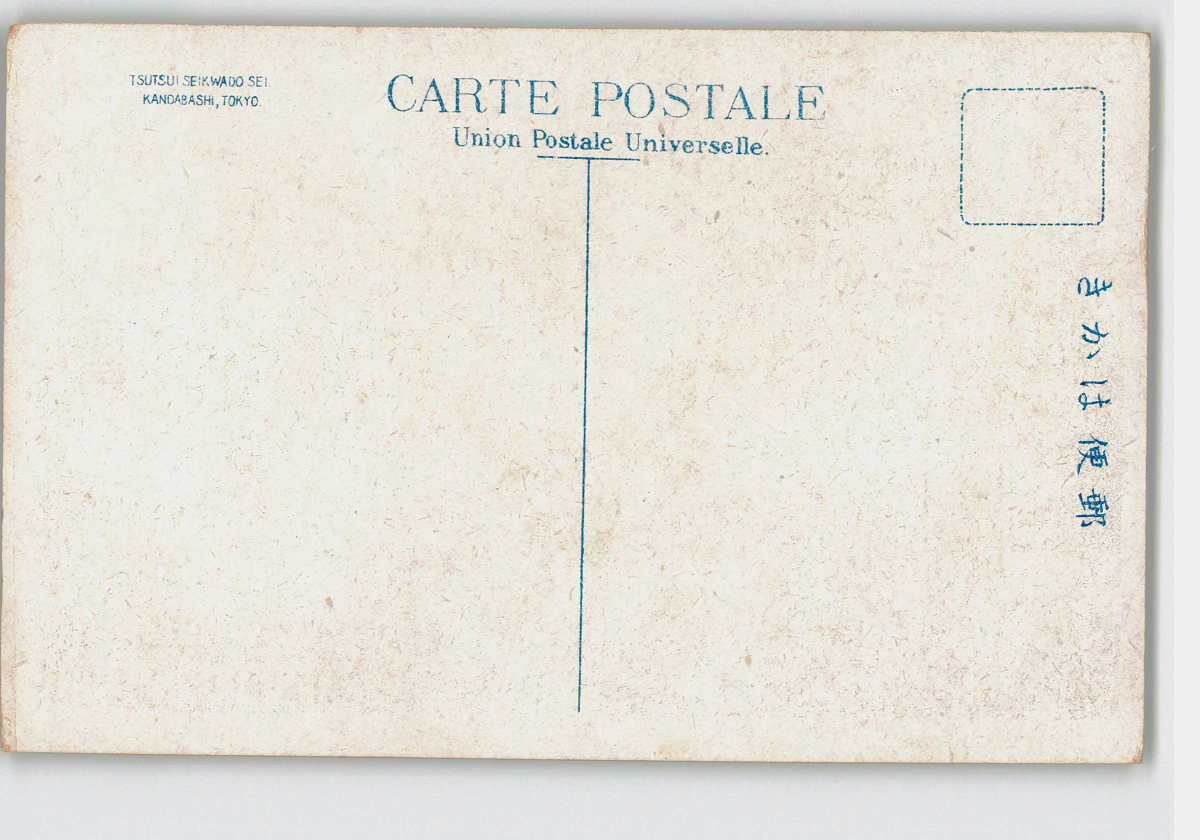 TSUTSUI SEIKWADO SEI.
KANDABASHI, TOKYO.
CARTE POSTALE
Union Postale Universelle.
きかは便郵